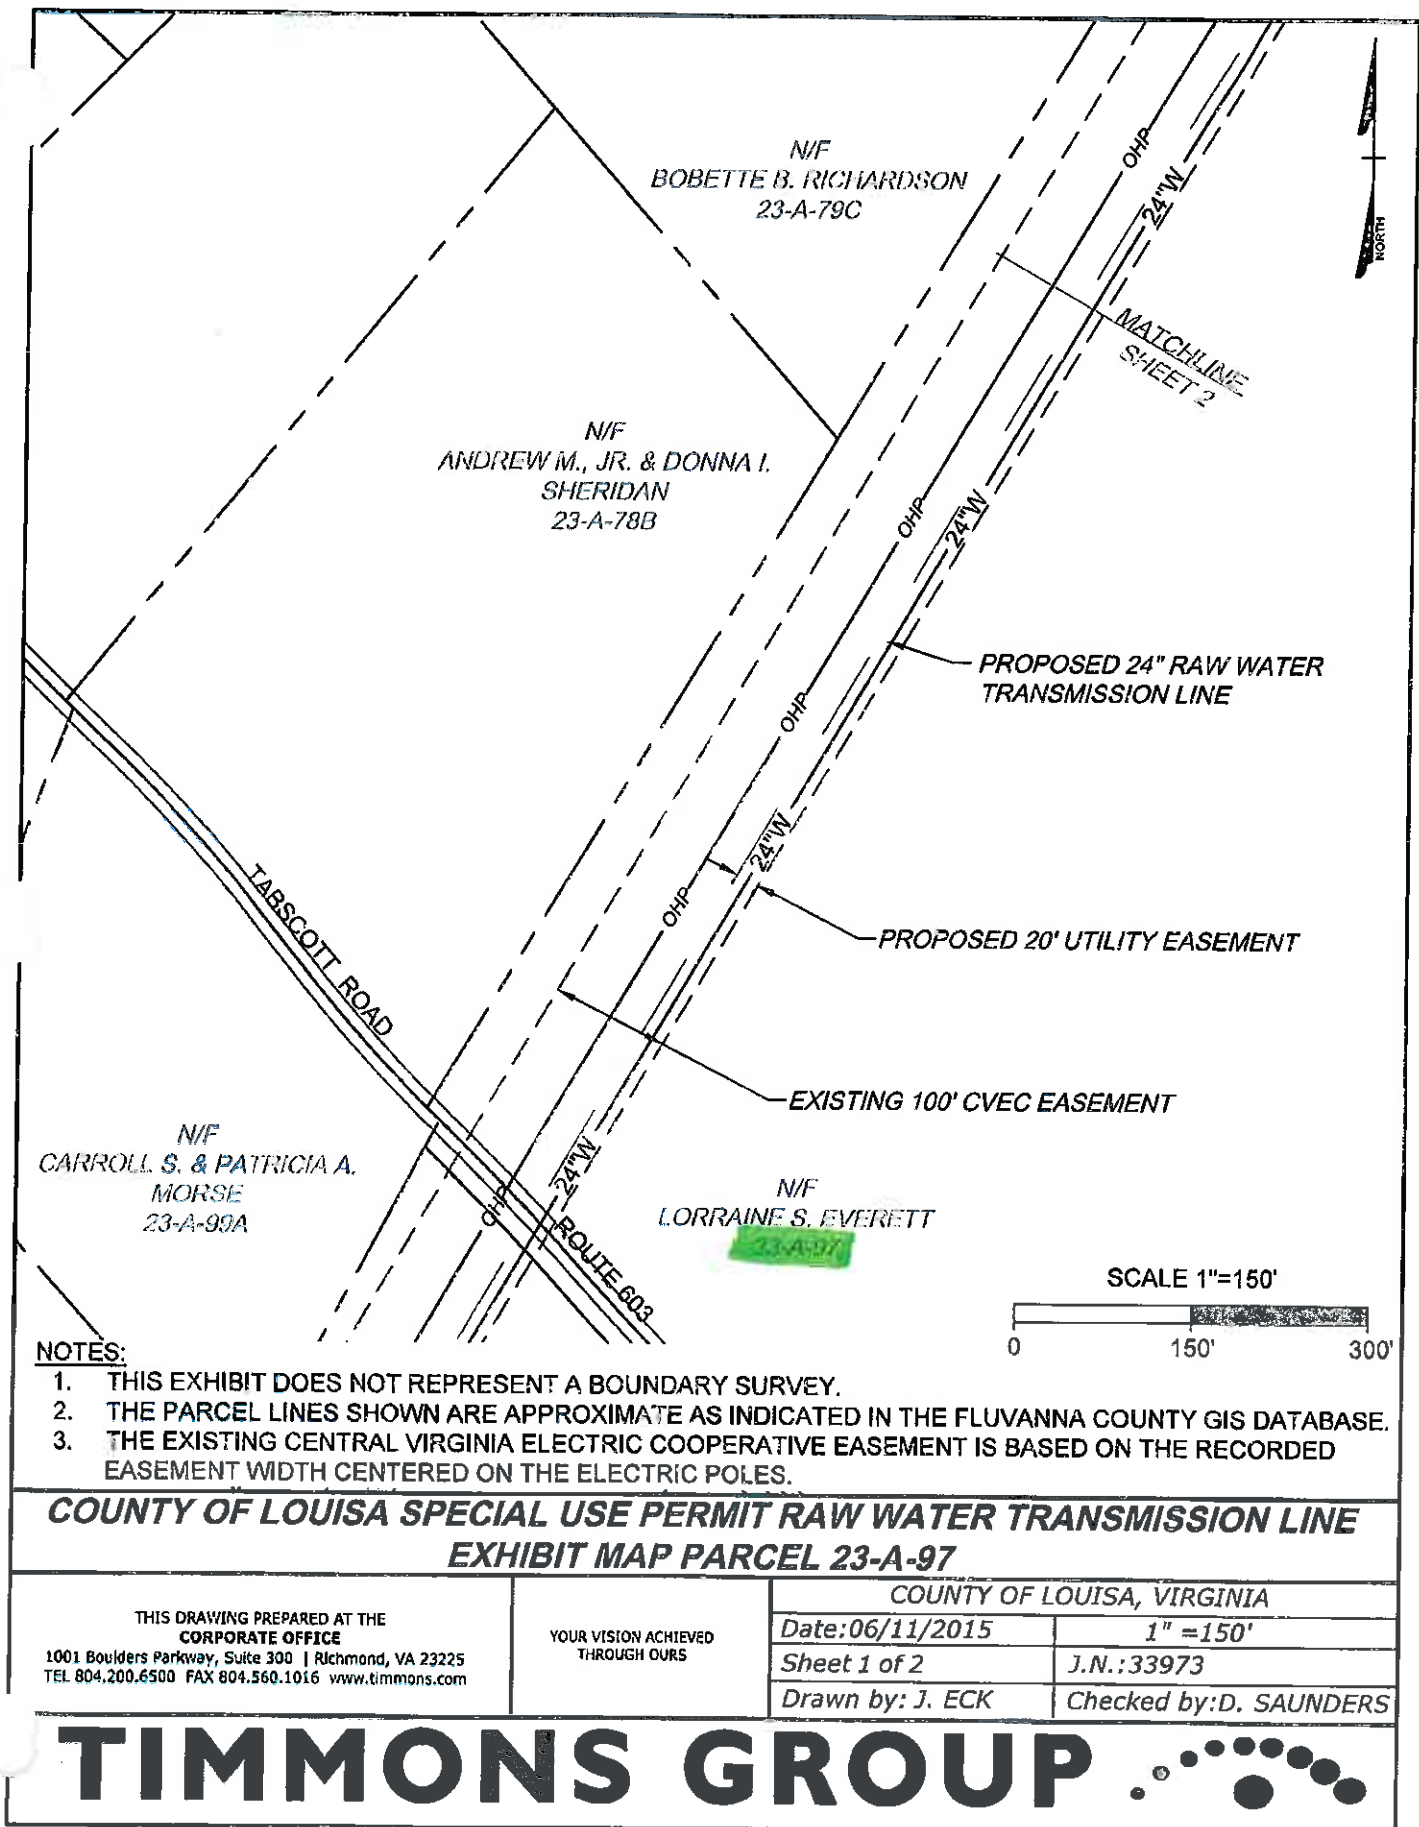 N/F
BOBETTE B. RICHARDSON
23-A-79C
OHP
24"W
NORTH
MATCHLINE
SHEET 2
N/F
ANDREW M., JR. & DONNA I.
SHERIDAN
23-A-78B
OHP
24"W
PROPOSED 24" RAW WATER
TRANSMISSION LINE
OHP
24"W
OHP
TABSCOTT ROAD
PROPOSED 20' UTILITY EASEMENT
EXISTING 100' CVEC EASEMENT
N/F
CARROLL S. & PATRICIA A.
MORSE
23-A-99A
24"W
OHP
ROUTE 603
N/F
LORRAINE S. EVERETT
23-A-97
SCALE 1"=150'
0 150' 300'
NOTES:
1. THIS EXHIBIT DOES NOT REPRESENT A BOUNDARY SURVEY.
2. THE PARCEL LINES SHOWN ARE APPROXIMATE AS INDICATED IN THE FLUVANNA COUNTY GIS DATABASE.
3. THE EXISTING CENTRAL VIRGINIA ELECTRIC COOPERATIVE EASEMENT IS BASED ON THE RECORDED
EASEMENT WIDTH CENTERED ON THE ELECTRIC POLES.
COUNTY OF LOUISA SPECIAL USE PERMIT RAW WATER TRANSMISSION LINE
EXHIBIT MAP PARCEL 23-A-97
THIS DRAWING PREPARED AT THE
CORPORATE OFFICE
1001 Boulders Parkway, Suite 300 | Richmond, VA 23225
TEL 804.200.6500 FAX 804.560.1016 www.timmons.com
YOUR VISION ACHIEVED
THROUGH OURS
COUNTY OF LOUISA, VIRGINIA
Date:06/11/2015 1" =150'
Sheet 1 of 2 J.N.:33973
Drawn by: J. ECK Checked by:D. SAUNDERS
TIMMONS GROUP